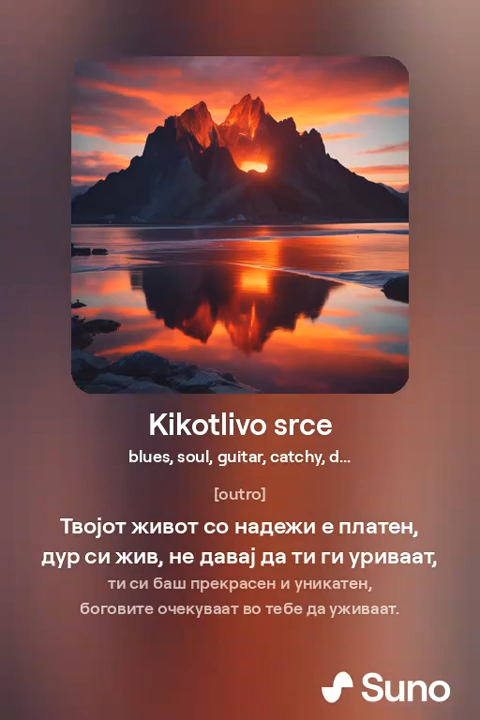 Kikotlivo srce
blues, soul, guitar, catchy, d...
[outro]
Твојот живот со надежи е платен,
дур си жив, не давај да ти ги уриваат,
ти си баш прекрасен и уникатен,
боговите очекуваат во тебе да уживаат.
Suno